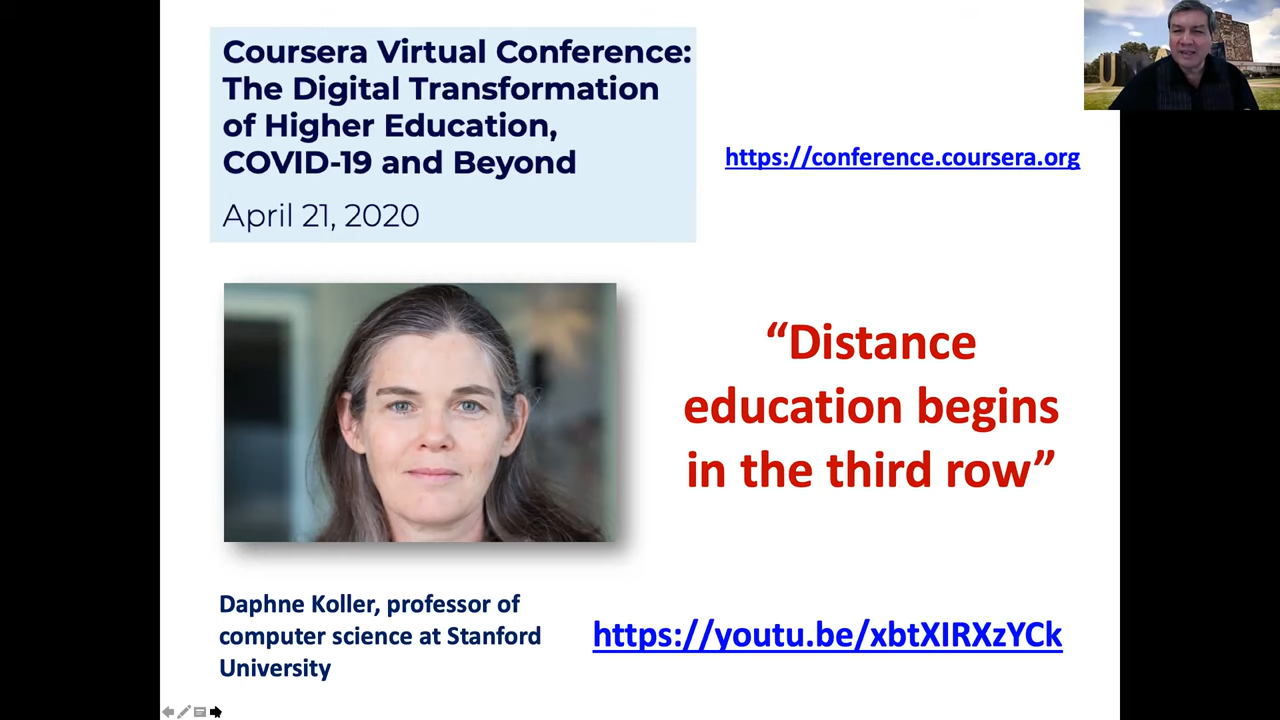 Coursera Virtual Conference:
The Digital Transformation
of Higher Education,
COVID-19 and Beyond
April 21, 2020
https://conference.coursera.org
“Distance
education begins
in the third row”
Daphne Koller, professor of
computer science at Stanford
University
https://youtu.be/xbtXIRXzYCk